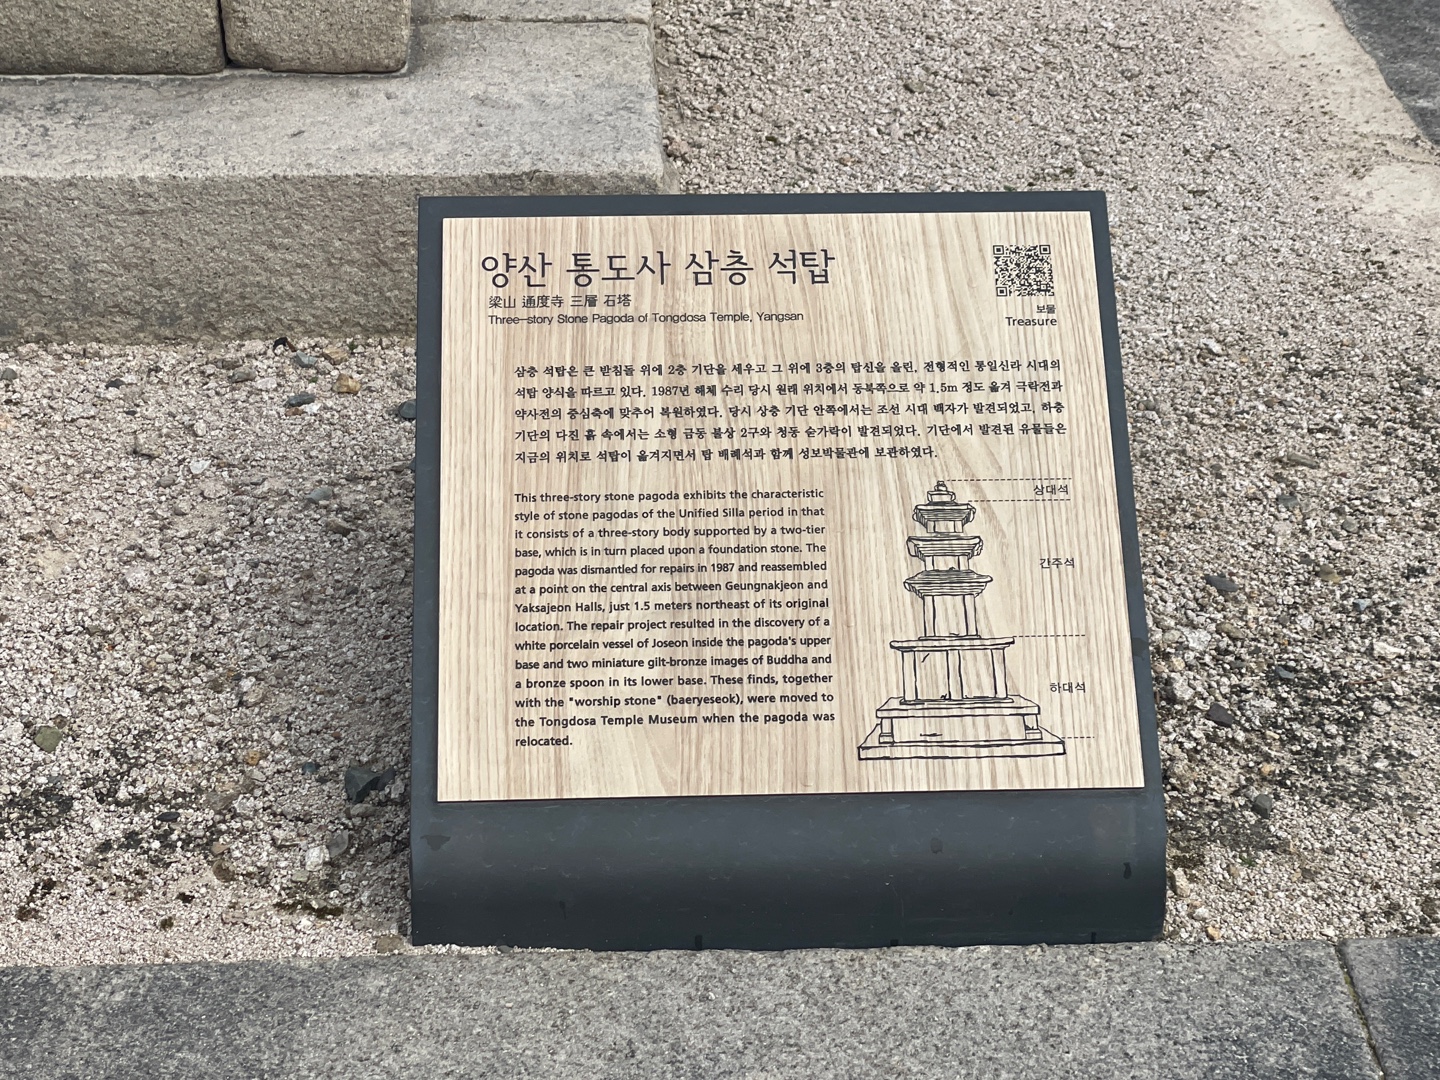 양산 통도사 삼층 석탑
梁山 通度寺 三層 石塔
Three-story Stone Pagoda of Tongdosa Temple, Yangsan
보물
Treasure
삼층 석탑은 큰 받침돌 위에 2층 기단을 세우고 그 위에 3층의 탑신을 올린, 전형적인 통일신라 시대의
석탑 양식을 따르고 있다. 1987년 해체 수리 당시 원래 위치에서 동북쪽으로 약 1.5m 정도 옮겨 극락전과
약사전의 중심축에 맞추어 복원하였다. 당시 상층 기단 안쪽에서는 조선 시대 백자가 발견되었고, 하층
기단의 다진 흙 속에서는 소형 금동 불상 2구와 청동 숟가락이 발견되었다. 기단에서 발견된 유물들은
지금의 위치로 석탑이 옮겨지면서 탑 배례석과 함께 성보박물관에 보관하였다.
This three-story stone pagoda exhibits the characteristic
style of stone pagodas of the Unified Silla period in that
it consists of a three-story body supported by a two-tier
base, which is in turn placed upon a foundation stone. The
pagoda was dismantled for repairs in 1987 and reassembled
at a point on the central axis between Geungnakjeon and
Yaksajeon Halls, just 1.5 meters northeast of its original
location. The repair project resulted in the discovery of a
white porcelain vessel of Joseon inside the pagoda's upper
base and two miniature gilt-bronze images of Buddha and
a bronze spoon in its lower base. These finds, together
with the "worship stone" (baeryeseok), were moved to
the Tongdosa Temple Museum when the pagoda was
relocated.
상대석
간주석
하대석